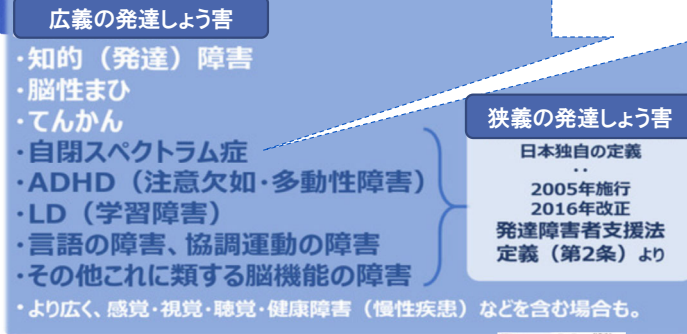 広義の発達しょう害
・知的（発達）障害
・脳性まひ
・てんかん
・自閉スペクトラム症
・ADHD（注意欠如・多動性障害）
・LD（学習障害）
・言語の障害、協調運動の障害
・その他これに類する脳機能の障害
・より広く、感覚・視覚・聴覚・健康障害（慢性疾患）などを含む場合も。
狭義の発達しょう害
日本独自の定義
‥
2005年施行
2016年改正
発達障害者支援法
定義（第2条）より